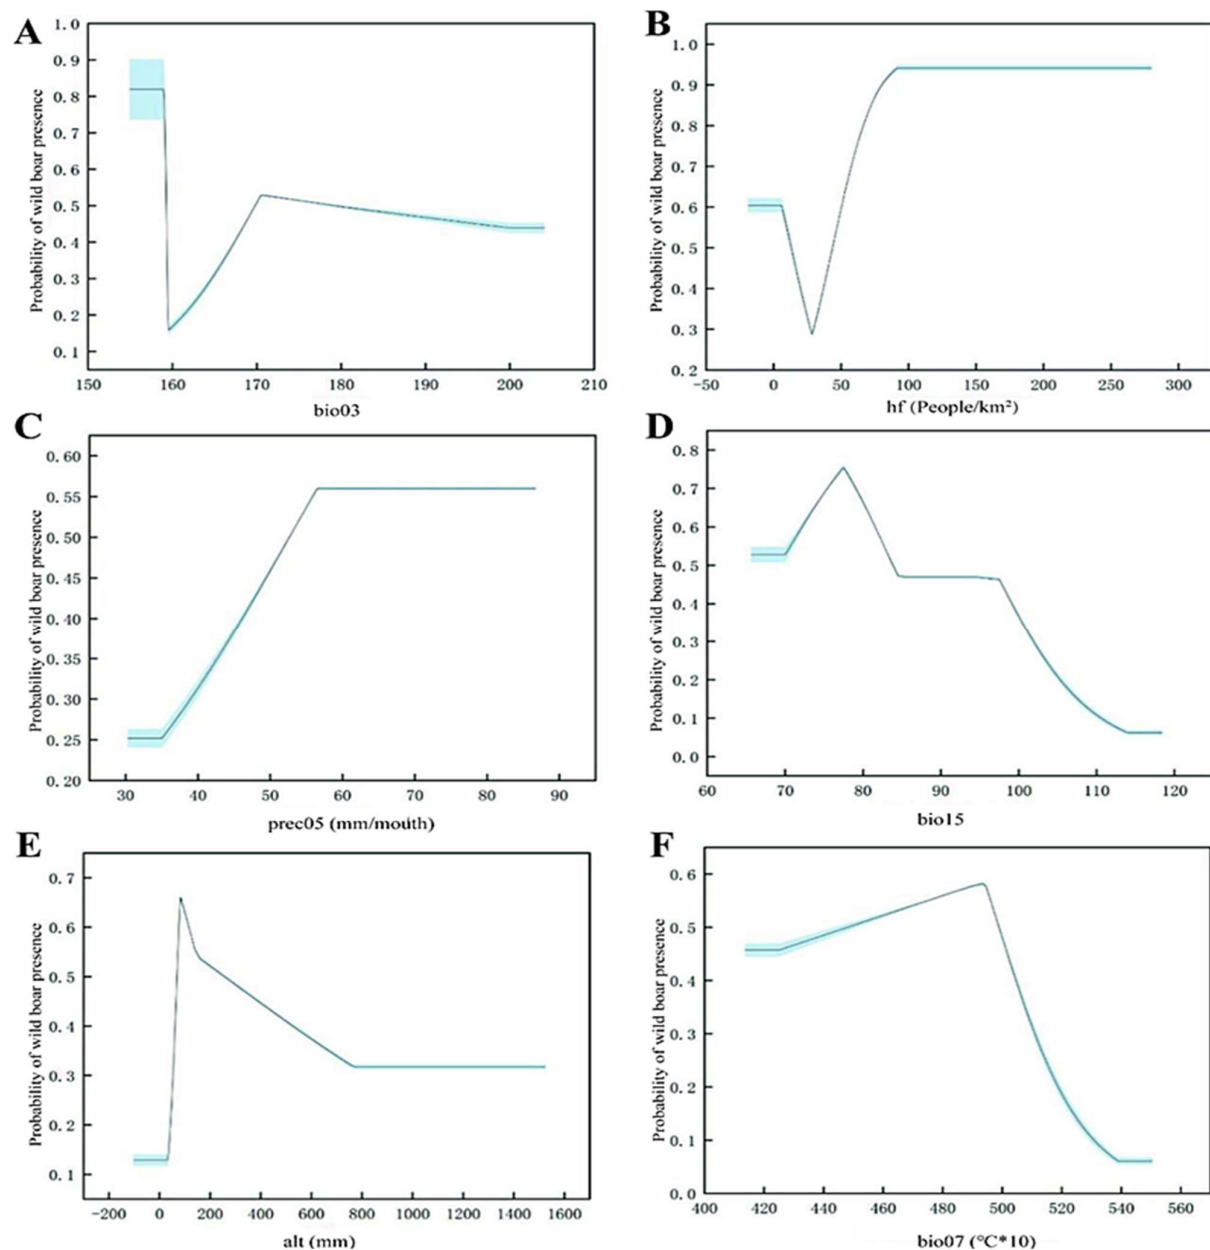 A
Probability of wild boar presence
1. 0
0. 9
0. 8
0. 7
0. 6
0. 5
0. 4
0. 3
0. 2
0. 1
150 160 170 180 190 200 210
bio03
B
Probability of wild boar presence
1. 0
0. 9
0. 8
0. 7
0. 6
0. 5
0. 4
0. 3
0. 2
-50 0 50 100 150 200 250 300
hf (People/km²)
C
Probability of wild boar presence
0. 60
0. 55
0. 50
0. 45
0. 40
0. 35
0. 30
0. 25
0. 20
30 40 50 60 70 80 90
prec05 (mm/mouth)
D
Probability of wild boar presence
0. 8
0. 7
0. 6
0. 5
0. 4
0. 3
0. 2
0. 1
0. 0
60 70 80 90 100 110 120
bio15
E
Probability of wild boar presence
0. 7
0. 6
0. 5
0. 4
0. 3
0. 2
0. 1
-200 0 200 400 600 800 1000 1200 1400 1600
alt (mm)
F
Probability of wild boar presence
0. 6
0. 5
0. 4
0. 3
0. 2
0. 1
0. 0
400 420 440 460 480 500 520 540 560
bio07 (°C*10)